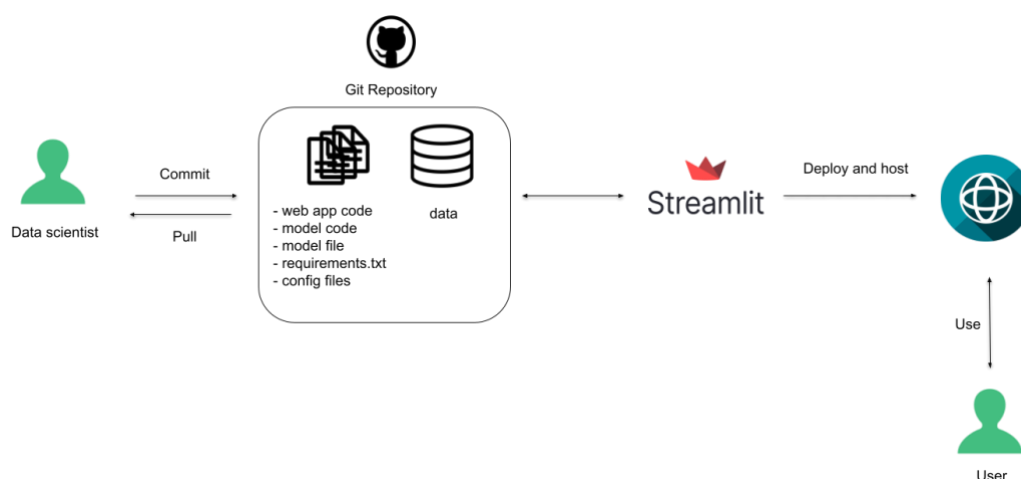 Git Repository
Commit
Pull
Data scientist
- web app code
- model code
- model file
- requirements.txt
- config files
data
Streamlit
Deploy and host
Use
User